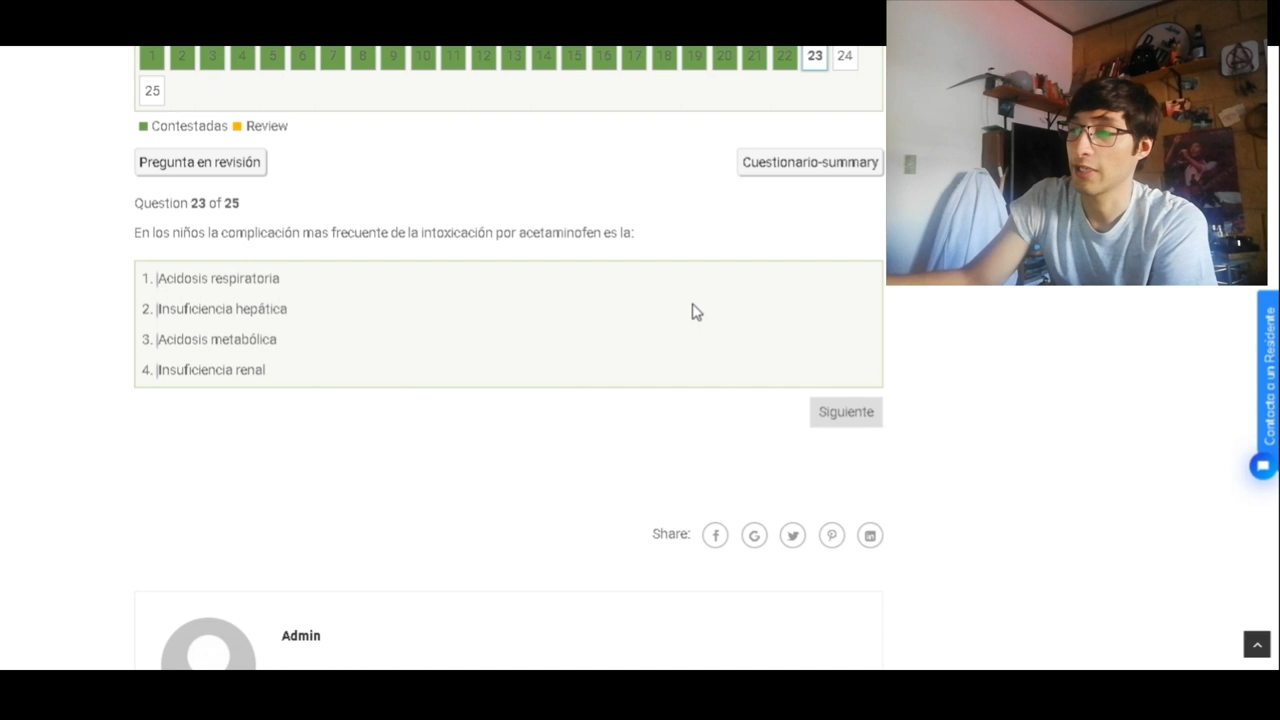 1 2 3 4 5 6 7 8 9 10 11 12 13 14 15 16 17 18 19 20 21 22 23 24
25
Contestadas Review
Pregunta en revisión Cuestionario-summary
Question 23 of 25
En los niños la complicación mas frecuente de la intoxicación por acetaminofen es la:
1. Acidosis respiratoria
2. Insuficiencia hepática
3. Acidosis metabólica
4. Insuficiencia renal
Siguiente
Contacto a un Residente
Share:
Admin